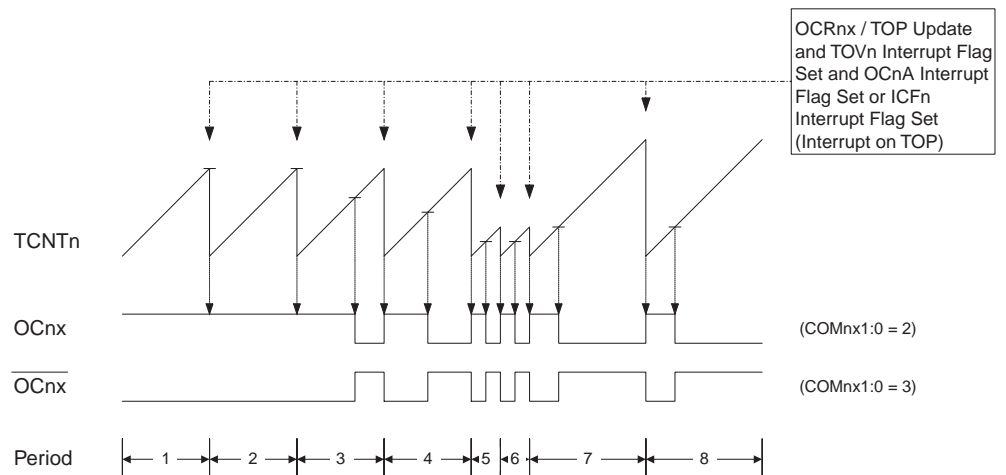 OCRnx / TOP Update
and TOVn Interrupt Flag
Set and OCnA Interrupt
Flag Set or ICFn
Interrupt Flag Set
(Interrupt on TOP)
TCNTn
OCnx
(COMnx1:0 = 2)
OCnx
(COMnx1:0 = 3)
Period
1 2 3 4 5 6 7 8